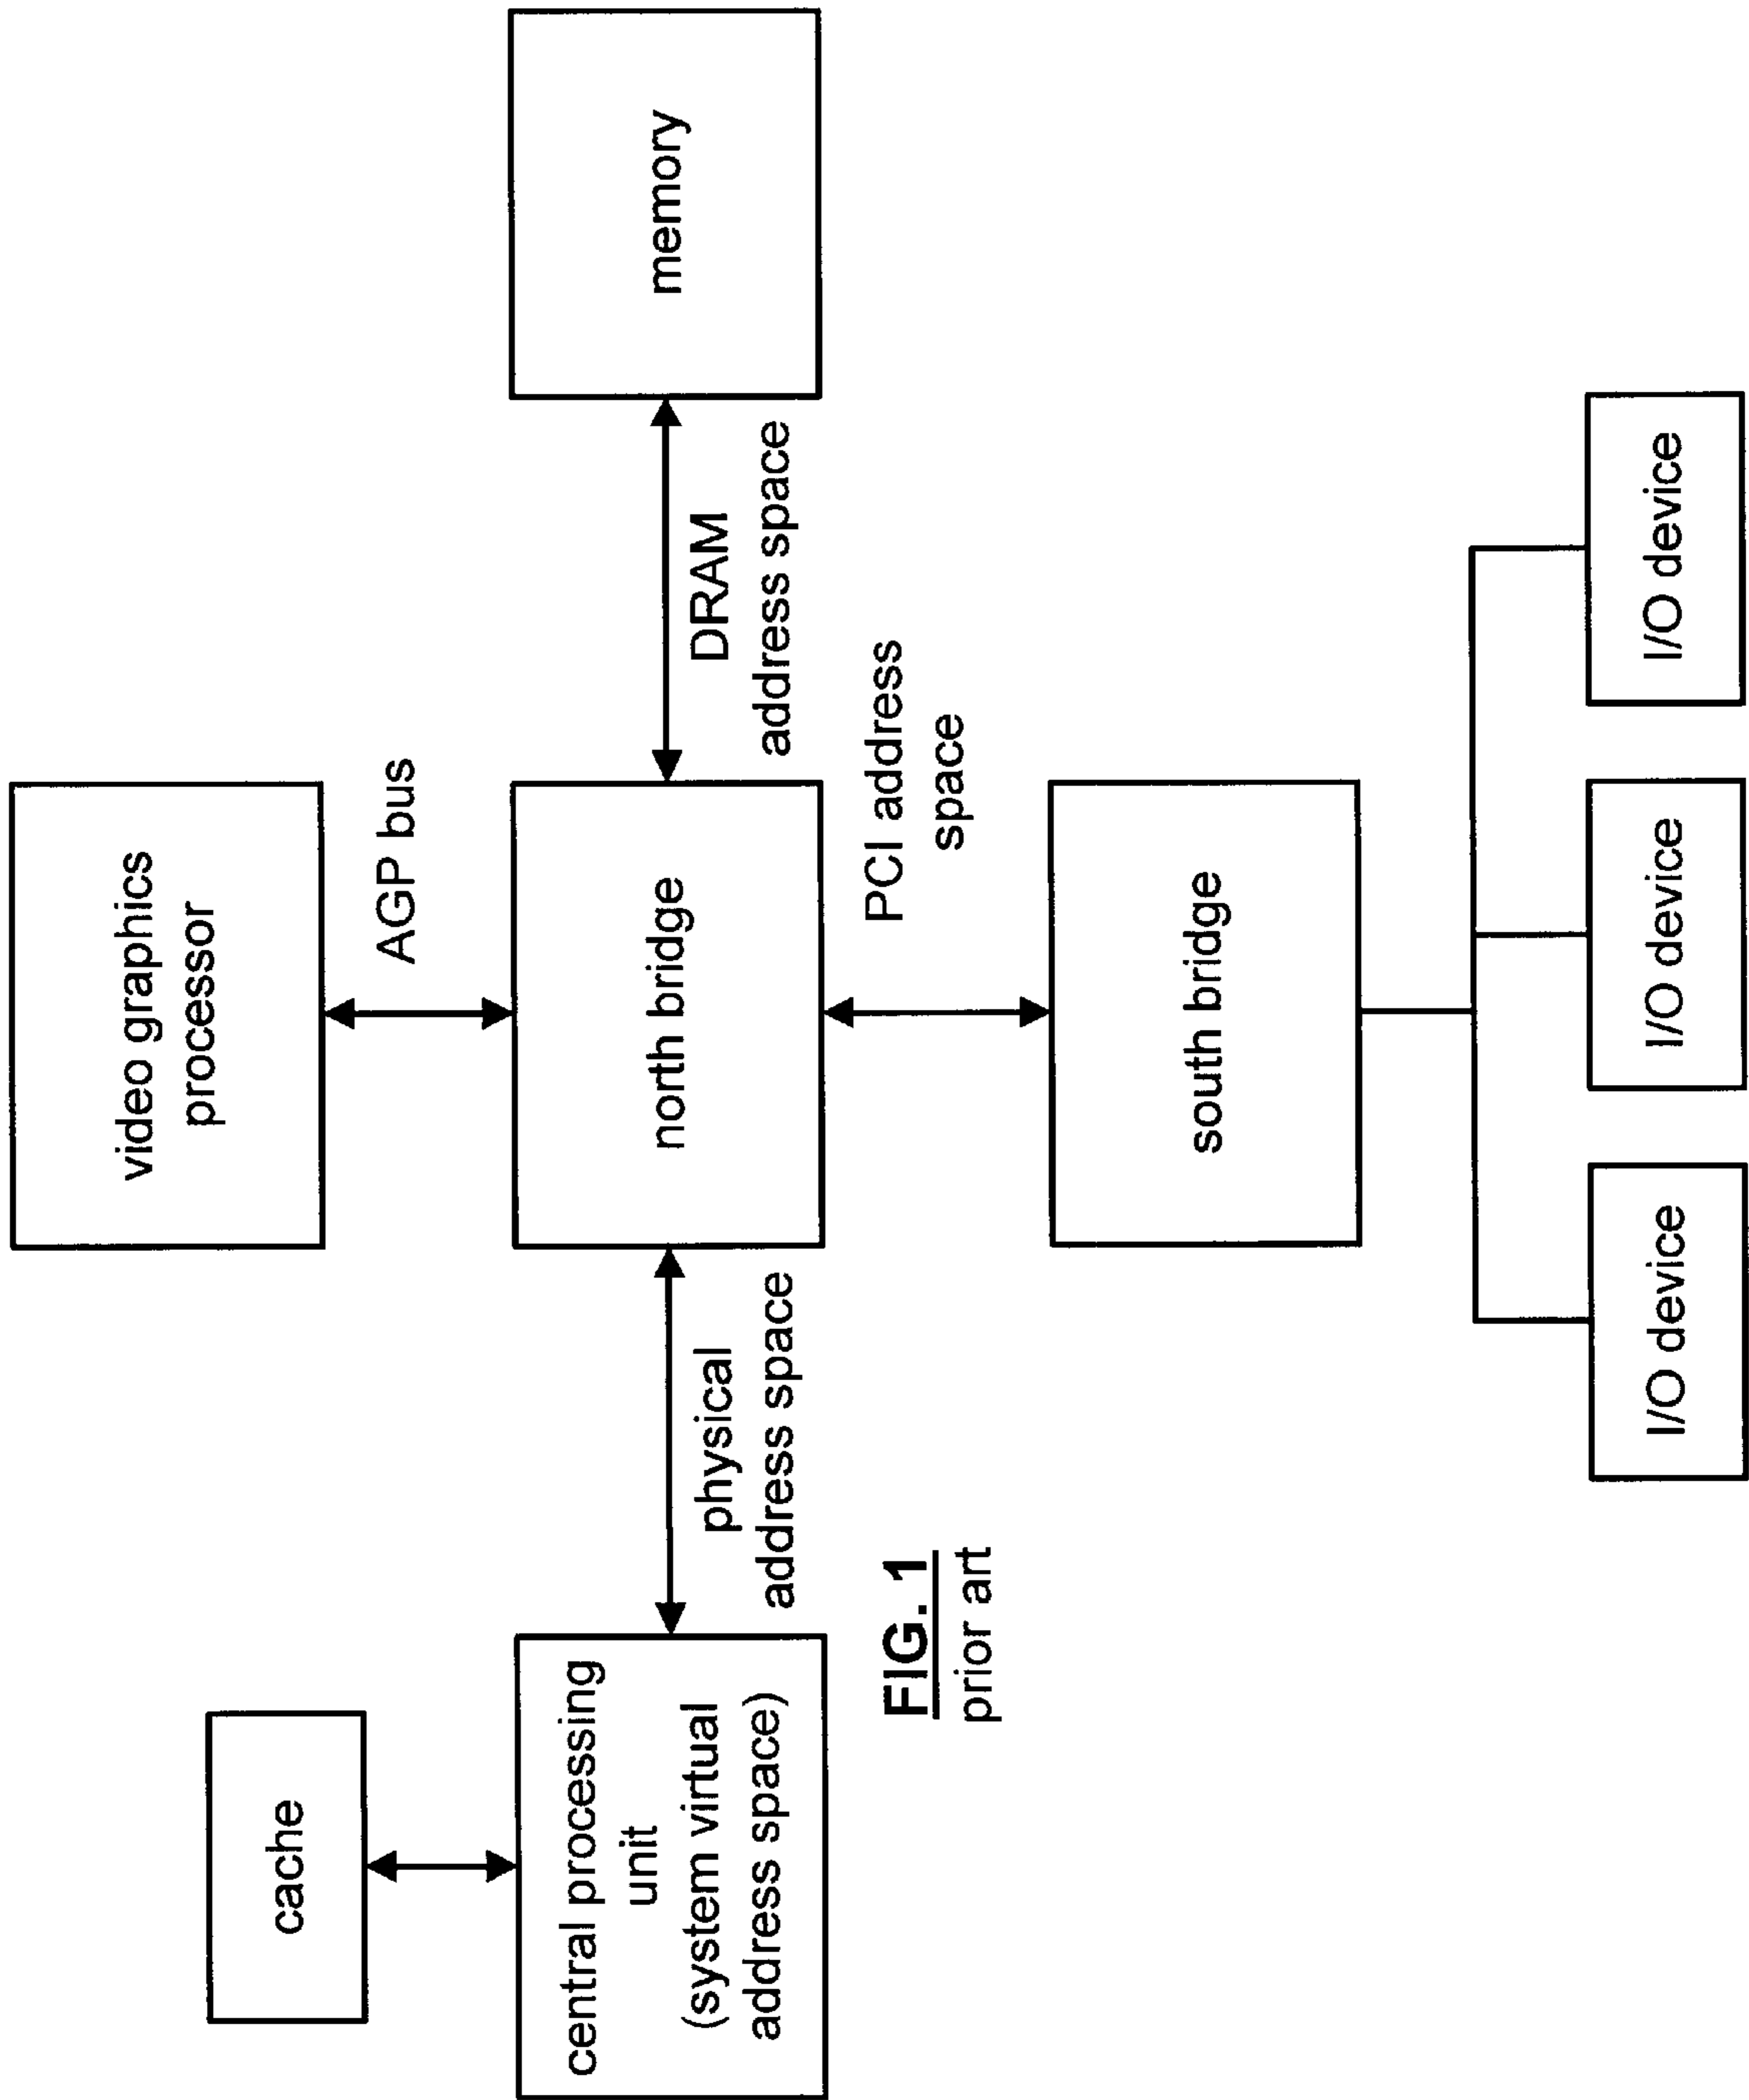 video graphics
processor
AGP bus
cache
central processing
unit
(system virtual
address space)
physical
address space
north bridge
DRAM
address space
memory
PCI address
space
south bridge
I/O device
I/O device
I/O device
FIG. 1
prior art